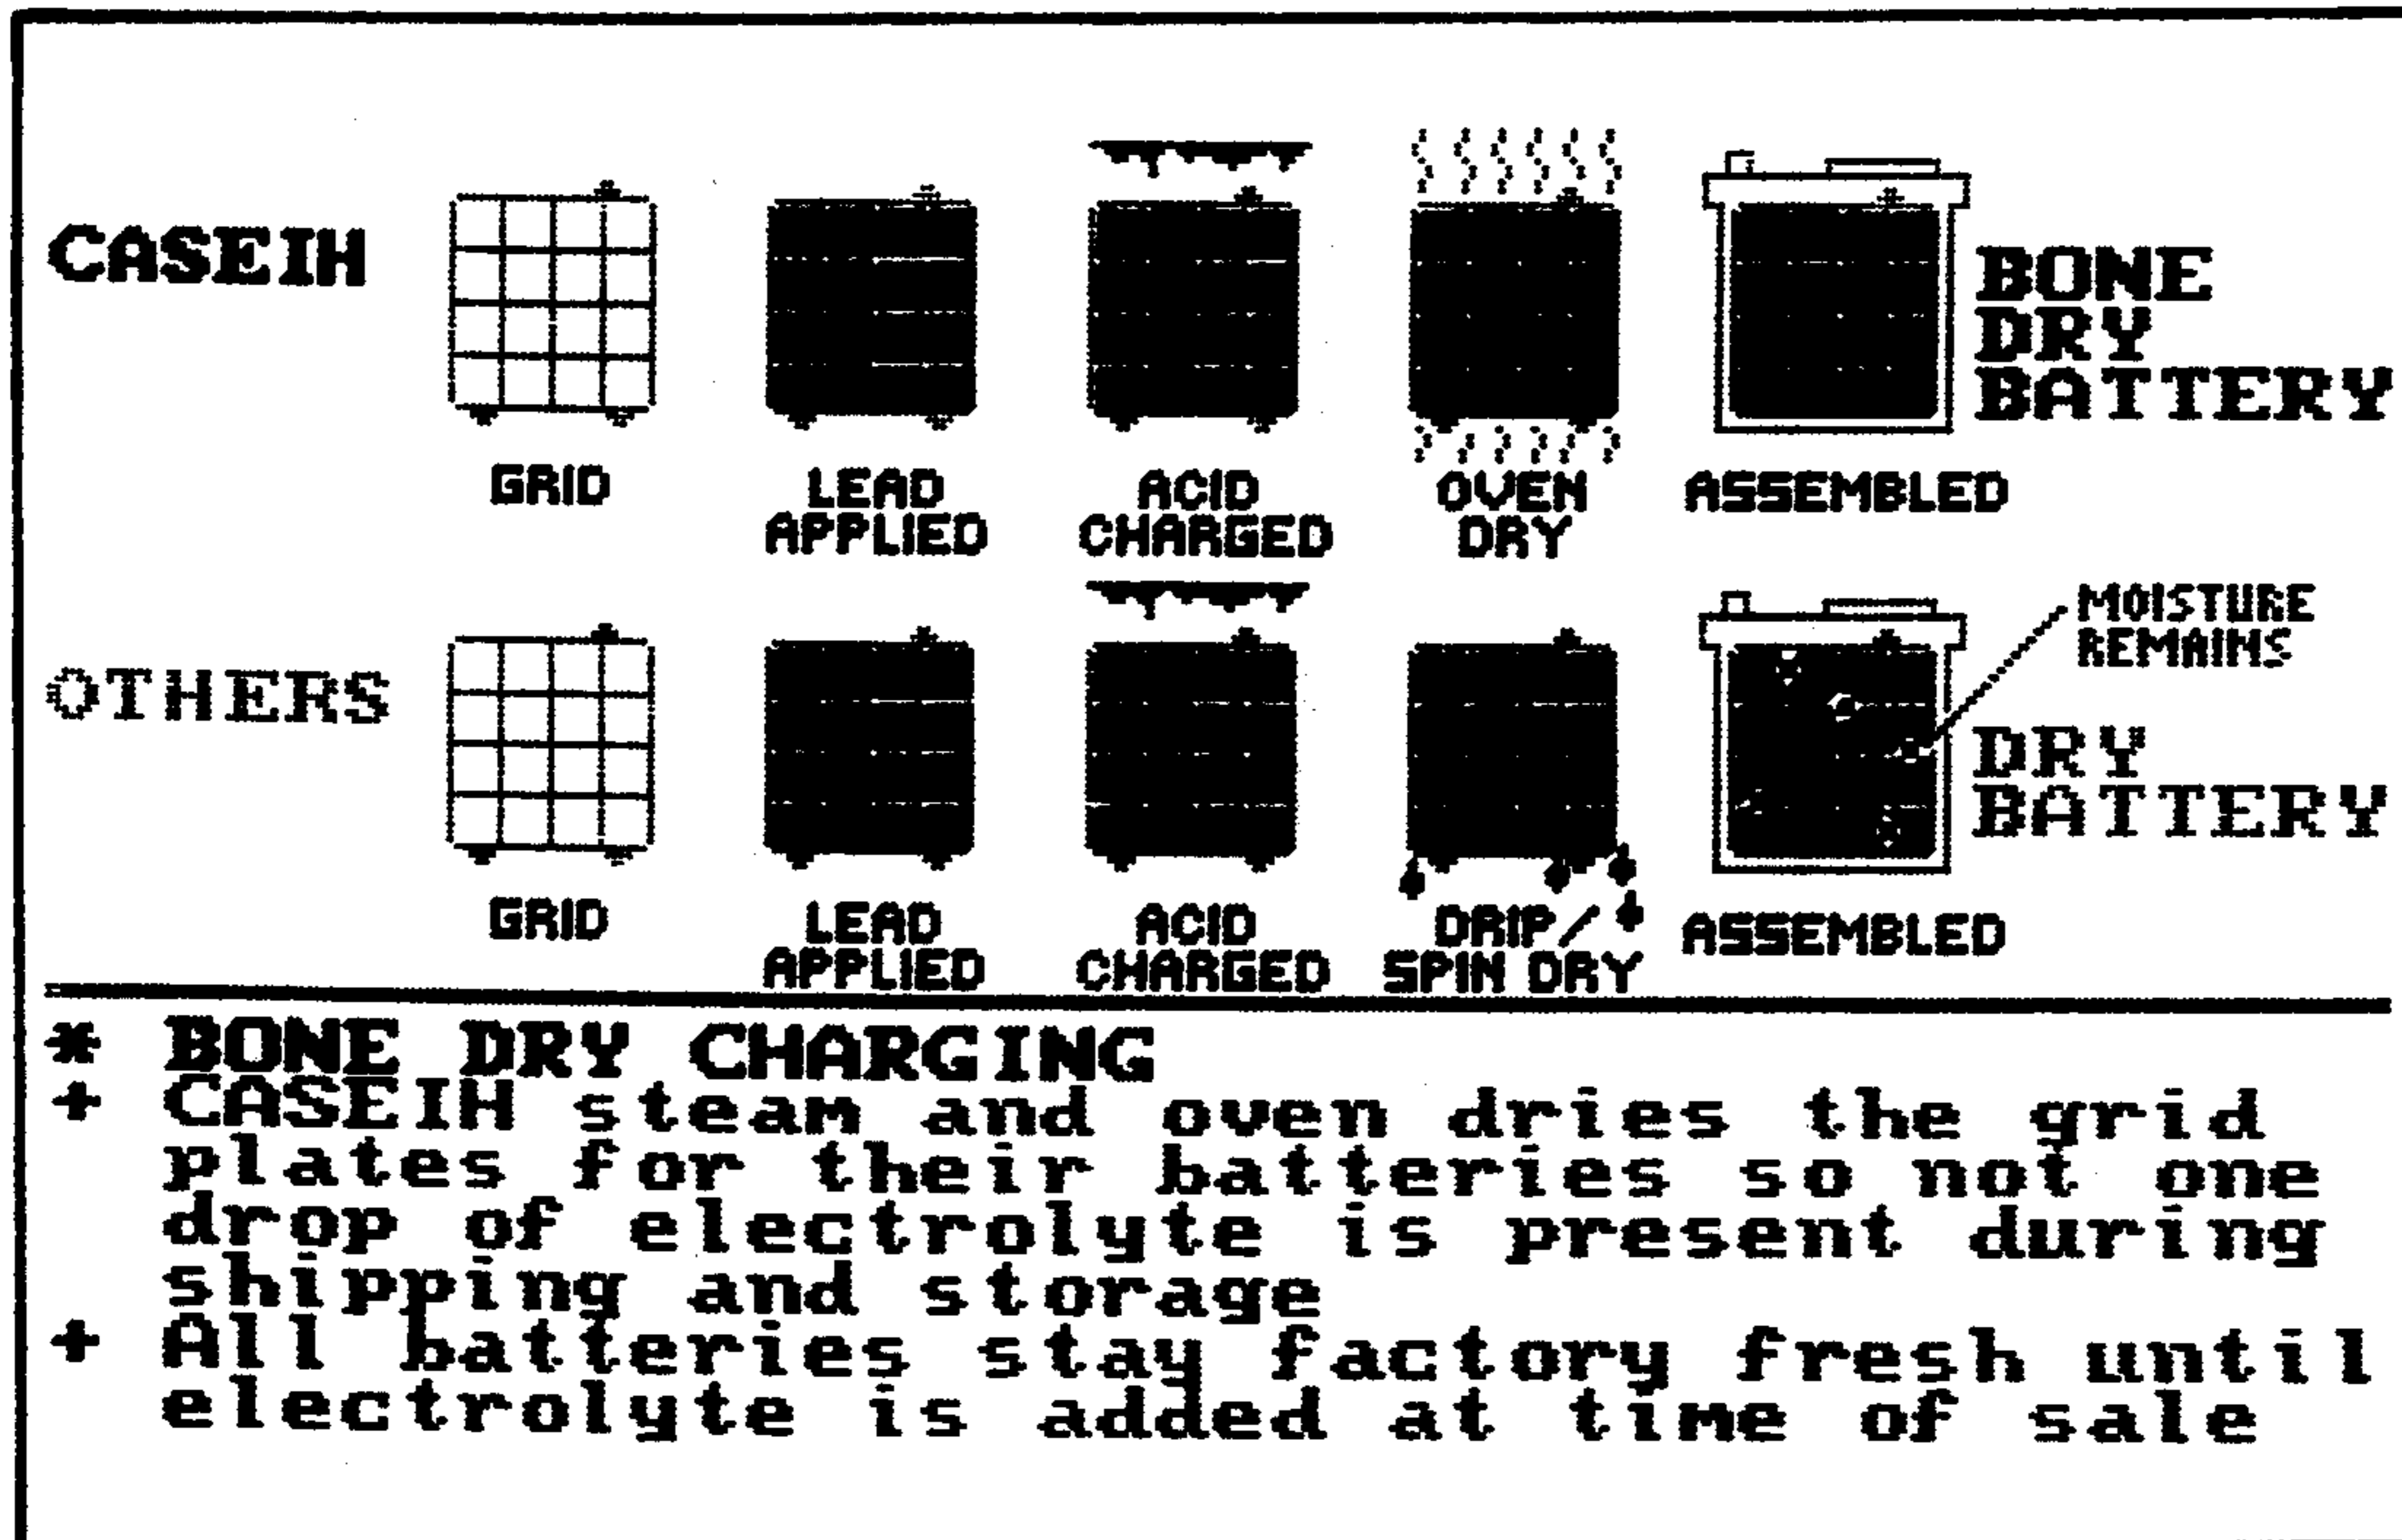 CASEIH
BONE
DRY
BATTERY
GRID
LEAD
APPLIED
ACID
CHARGED
OVEN
DRY
ASSEMBLED
OTHERS
MOISTURE
REMAINS
DRY
BATTERY
GRID
LEAD
APPLIED
ACID
CHARGED
DRIP/
SPIN DRY
ASSEMBLED
* BONE DRY CHARGING
+ CASEIH steam and oven dries the grid
plates for their batteries so not one
drop of electrolyte is present during
shipping and storage
+ All batteries stay factory fresh until
electrolyte is added at time of sale